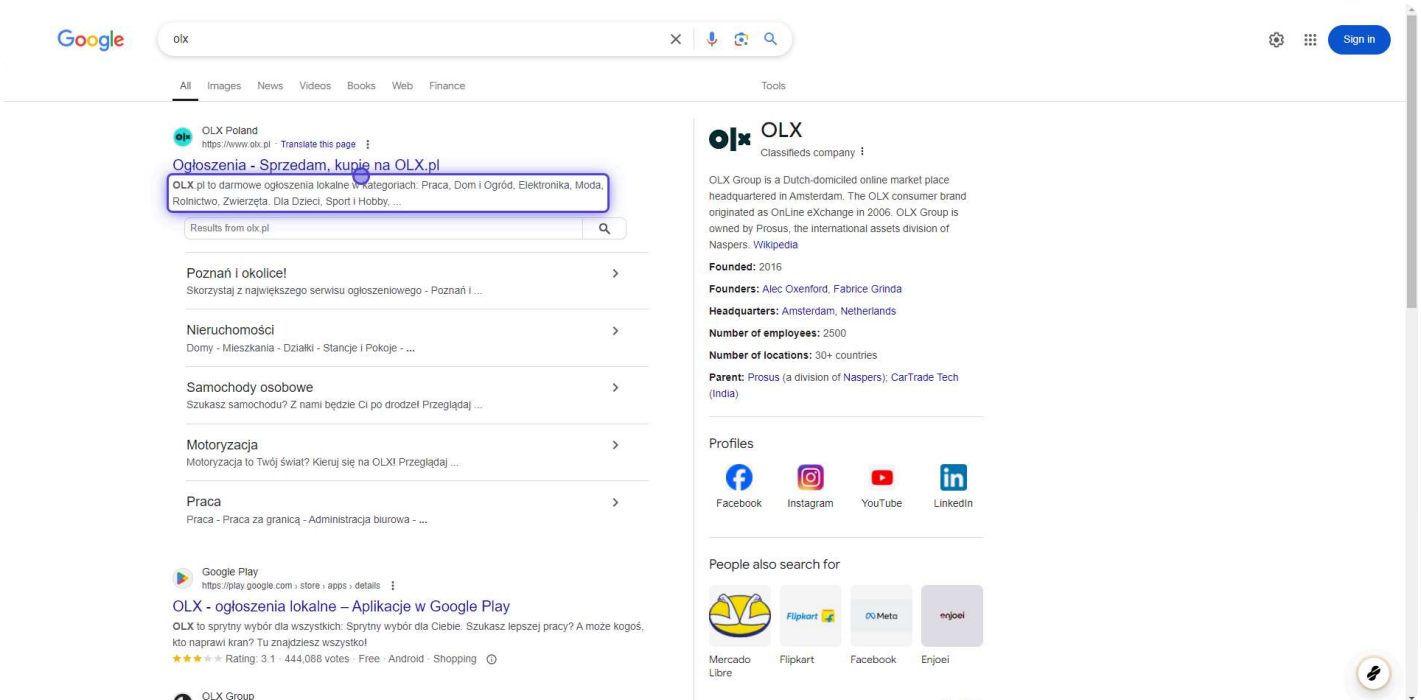 Google
olx
Sign in
All Images News Videos Books Web Finance Tools
olx
OLX Poland
https://www.olx.pl · Translate this page
Ogłoszenia - Sprzedam, kupię na OLX.pl
OLX.pl to darmowe ogłoszenia lokalne w kategoriach: Praca, Dom i Ogród, Elektronika, Moda,
Rolnictwo, Zwierzęta. Dla Dzieci, Sport i Hobby, ...
Results from olx.pl
Poznań i okolice!
Skorzystaj z największego serwisu ogłoszeniowego - Poznań i ...
Nieruchomości
Domy - Mieszkania - Działki - Stancje i Pokoje - ...
Samochody osobowe
Szukasz samochodu? Z nami będzie Ci po drodze! Przeglądaj ...
Motoryzacja
Motoryzacja to Twój świat? Kieruj się na OLX! Przeglądaj ...
Praca
Praca - Praca za granicą - Administracja biurowa - ...
Google Play
https://play.google.com › store › apps › details
OLX - ogłoszenia lokalne – Aplikacje w Google Play
OLX to sprytny wybór dla wszystkich: Sprytny wybór dla Ciebie. Szukasz lepszej pracy? A może kogoś,
kto naprawi kran? Tu znajdziesz wszystko!
Rating: 3.1 · 444,088 votes · Free · Android · Shopping
OLX Group
olx
OLX
Classifieds company
OLX Group is a Dutch-domiciled online market place
headquartered in Amsterdam. The OLX consumer brand
originated as OnLine eXchange in 2006. OLX Group is
owned by Prosus, the international assets division of
Naspers. Wikipedia
Founded: 2016
Founders: Alec Oxenford, Fabrice Grinda
Headquarters: Amsterdam, Netherlands
Number of employees: 2500
Number of locations: 30+ countries
Parent: Prosus (a division of Naspers); CarTrade Tech
(India)
Profiles
Facebook Instagram YouTube LinkedIn
People also search for
Flipkart Meta enjoei
Mercado Flipkart Facebook Enjoei
Libre